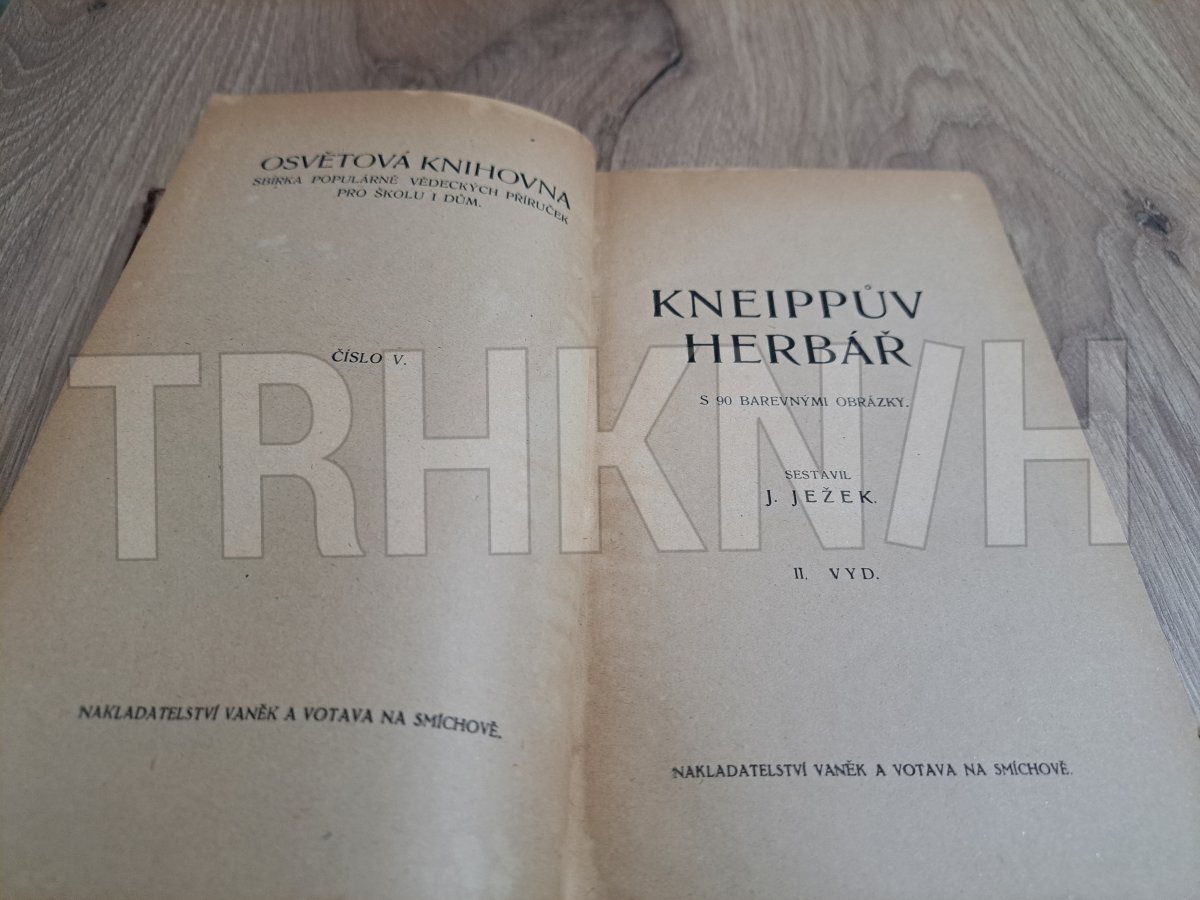 OSVĚTOVÁ KNIHOVNA
SBÍRKA POPULÁRNĚ VĚDECKÝCH PŘÍRUČEK
PRO ŠKOLU I DŮM.
ČÍSLO V.
NAKLADATELSTVÍ VANĚK A VOTAVA NA SMÍCHOVĚ.
KNEIPPŮV
HERBÁŘ
S 90 BAREVNÝMI OBRÁZKY.
SESTAVIL
J. JEŽEK.
II. VYD.
NAKLADATELSTVÍ VANĚK A VOTAVA NA SMÍCHOVĚ.
TRHKN/H